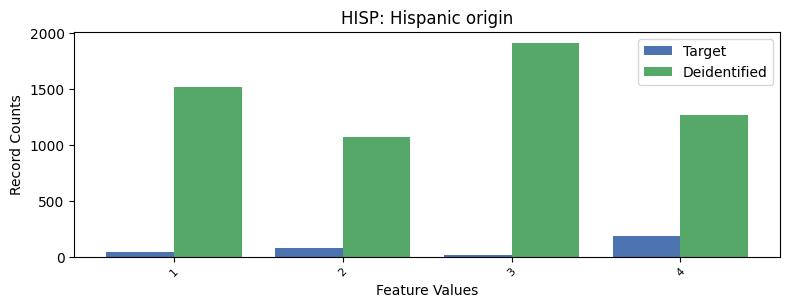 HISP: Hispanic origin
Target
Deidentified
Record Counts
2000
1500
1000
500
0
1
2
3
4
Feature Values